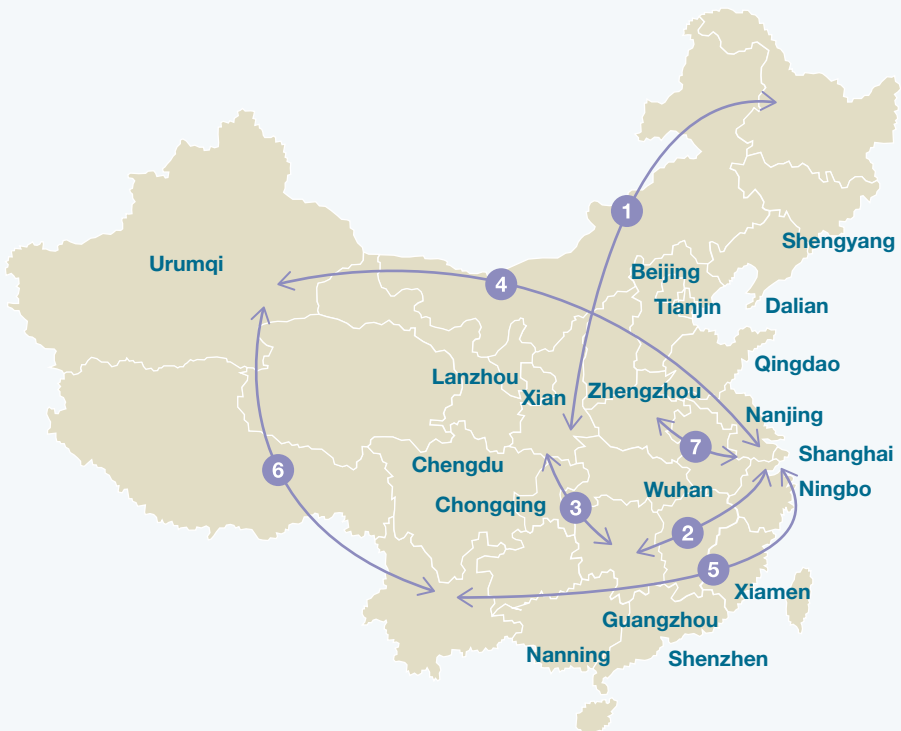 1
Shengyang
Urumqi
Beijing
4
Tianjin
Dalian
Qingdao
Lanzhou
Xian
Zhengzhou
Nanjing
7
Shanghai
Chengdu
6
Wuhan
Ningbo
Chongqing
3
2
5
Xiamen
Guangzhou
Nanning
Shenzhen